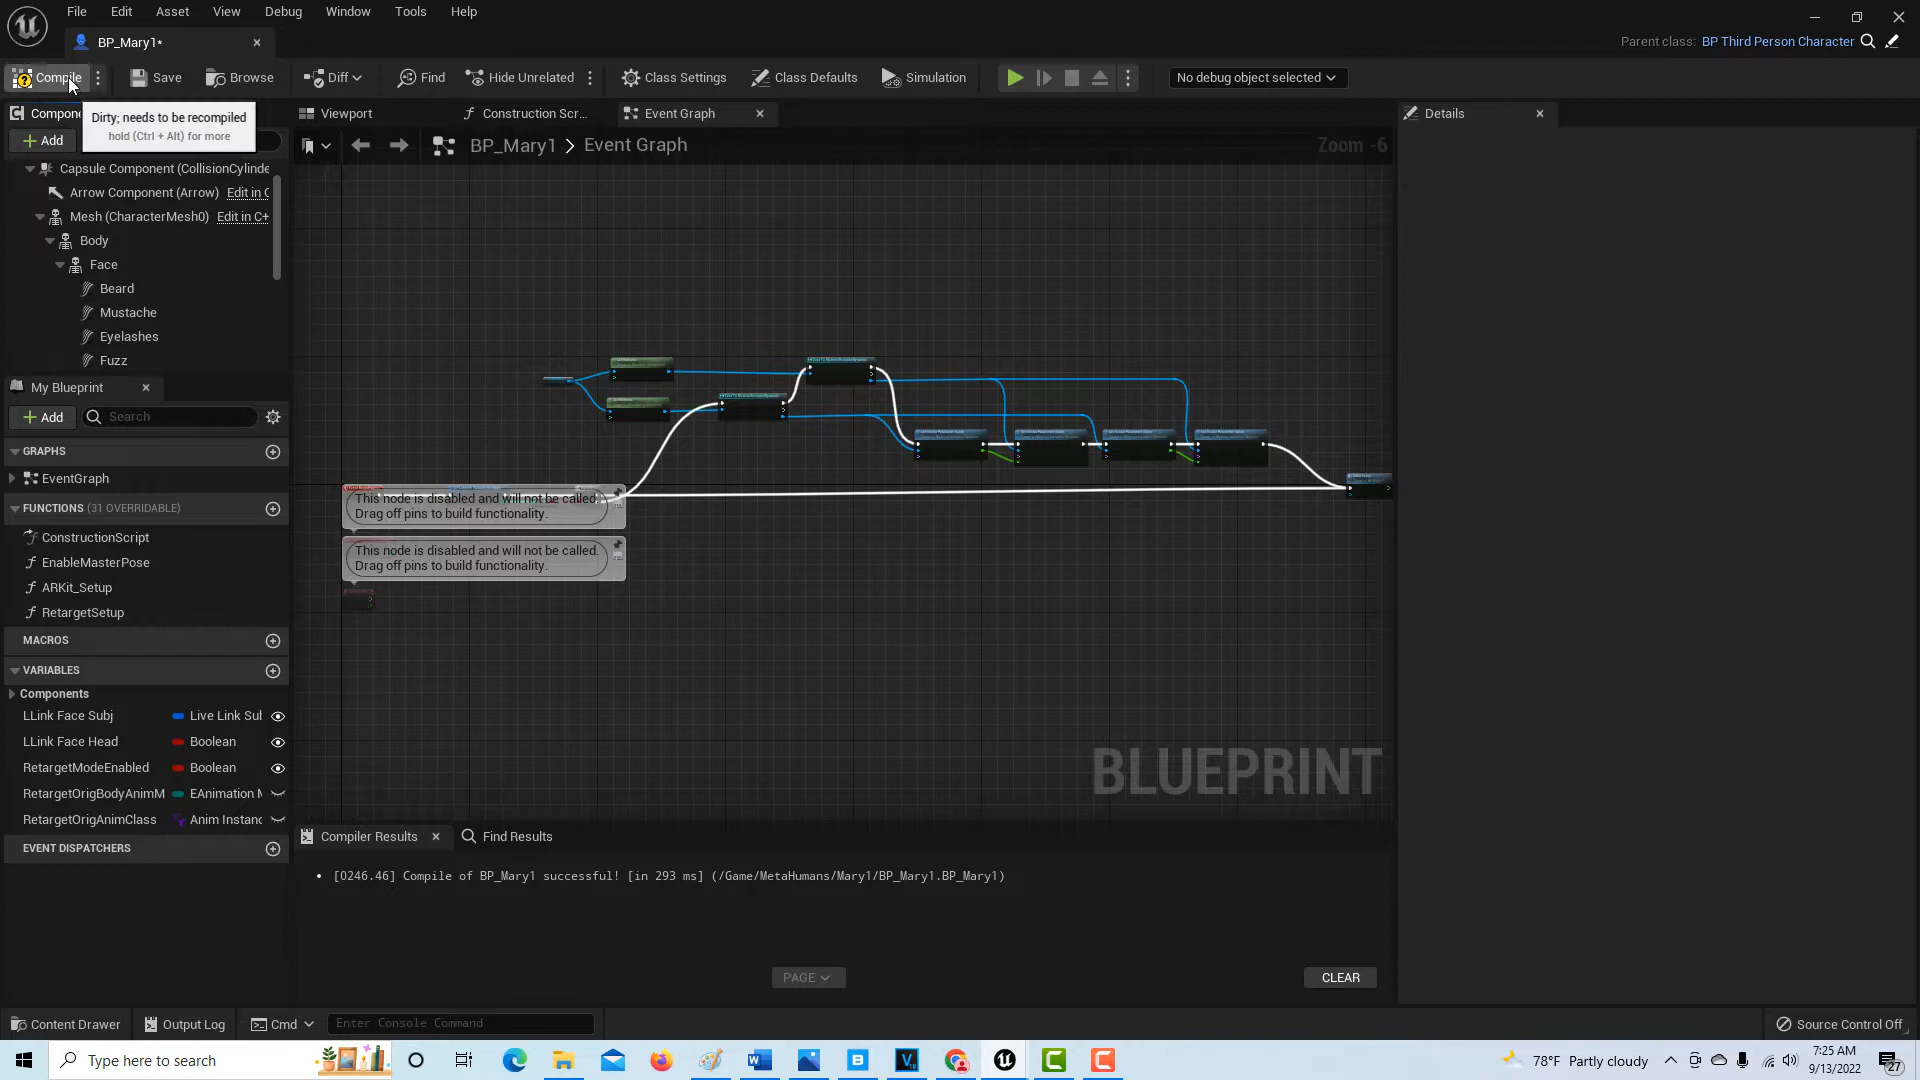 File Edit Asset View Debug Window Tools Help
BP_Mary1*
Parent class: BP Third Person Character
Compile Save Browse Diff Find Hide Unrelated Class Settings Class Defaults Simulation No debug object selected
Compone Viewport Construction Scr... Event Graph Details
Dirty; needs to be recompiled
hold (Ctrl + Alt) for more
Add
BP_Mary1 > Event Graph Zoom -6
Capsule Component (CollisionCylinde
Arrow Component (Arrow) Edit in C
Mesh (CharacterMesh0) Edit in C+
Body
Face
Beard
Mustache
Eyelashes
Fuzz
My Blueprint
Add Search
GRAPHS
EventGraph
This node is disabled and will not be called.
Drag off pins to build functionality.
FUNCTIONS (31 OVERRIDABLE)
ConstructionScript
This node is disabled and will not be called.
Drag off pins to build functionality.
EnableMasterPose
ARKit_Setup
RetargetSetup
MACROS
VARIABLES
Components
LLink Face Subj Live Link Sul
LLink Face Head Boolean
RetargetModeEnabled Boolean
RetargetOrigBodyAnimM EAnimation M
RetargetOrigAnimClass Anim Instanc
EVENT DISPATCHERS
BLUEPRINT
Compiler Results Find Results
[0246.46] Compile of BP_Mary1 successful! [in 293 ms] (/Game/MetaHumans/Mary1/BP_Mary1.BP_Mary1)
PAGE CLEAR
Content Drawer Output Log Cmd Enter Console Command Source Control Off
Type here to search
78°F Partly cloudy
7:25 AM
9/13/2022
27